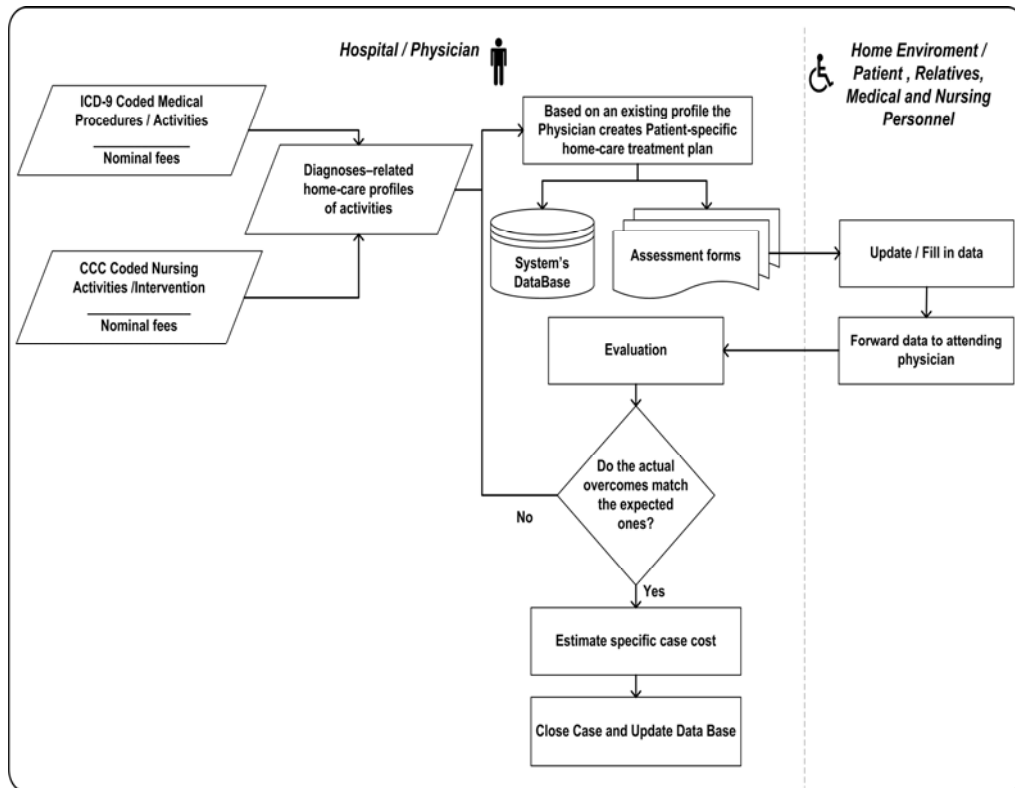 Hospital / Physician
Home Enviroment /
Patient , Relatives,
Medical and Nursing
Personnel
ICD-9 Coded Medical
Procedures / Activities
Nominal fees
Diagnoses–related
home-care profiles
of activities
CCC Coded Nursing
Activities /Intervention
Nominal fees
Based on an existing profile the
Physician creates Patient-specific
home-care treatment plan
System's
DataBase
Assessment forms
Update / Fill in data
Forward data to attending
physician
Evaluation
Do the actual
overcomes match
the expected
ones?
No
Yes
Estimate specific case cost
Close Case and Update Data Base